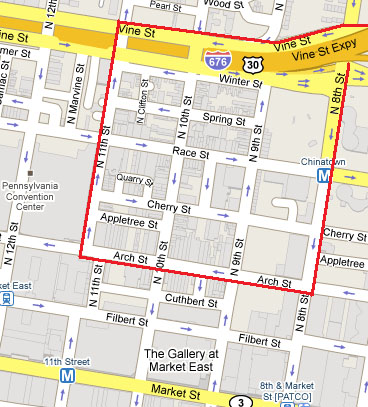 Wood St
Pearl St
N 12th St
Vine St
Vine St
Vine St
Vine St Expy
676
30
Winter St
N 8th St
N Marvine St
N Clifton St
N 10th St
Spring St
N 11th St
Race St
N 9th St
Chinatown
M
Quarry St
Pennsylvania
Convention
Center
Cherry St
Appletree St
N 12th St
Cherry St
Arch St
Appletree
N 10th St
N 9th St
Arch St
N 11th St
Cuthbert St
N 8th St
Filbert St
Filbert St
The Gallery at
Market East
11th Street
M
Market St
3
8th & Market
St [PATCO]